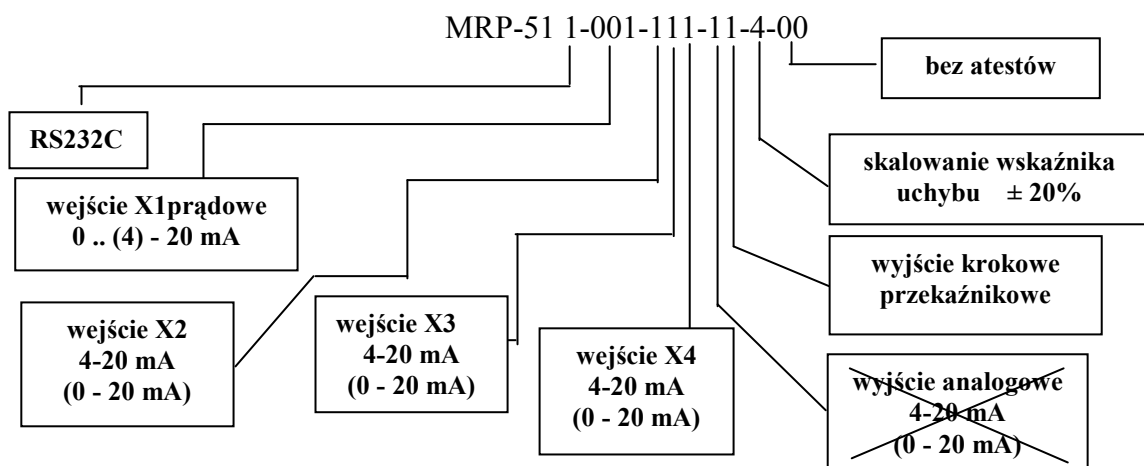 MRP-51 1-001-111-11-4-00
bez atestów
RS232C
skalowanie wskaźnika
uchybu ± 20%
wejście X1prądowe
0 .. (4) - 20 mA
wyjście krokowe
przekaźnikowe
wejście X2
4-20 mA
(0 - 20 mA)
wejście X3
4-20 mA
(0 - 20 mA)
wejście X4
4-20 mA
(0 - 20 mA)
wyjście analogowe
4-20 mA
(0 - 20 mA)